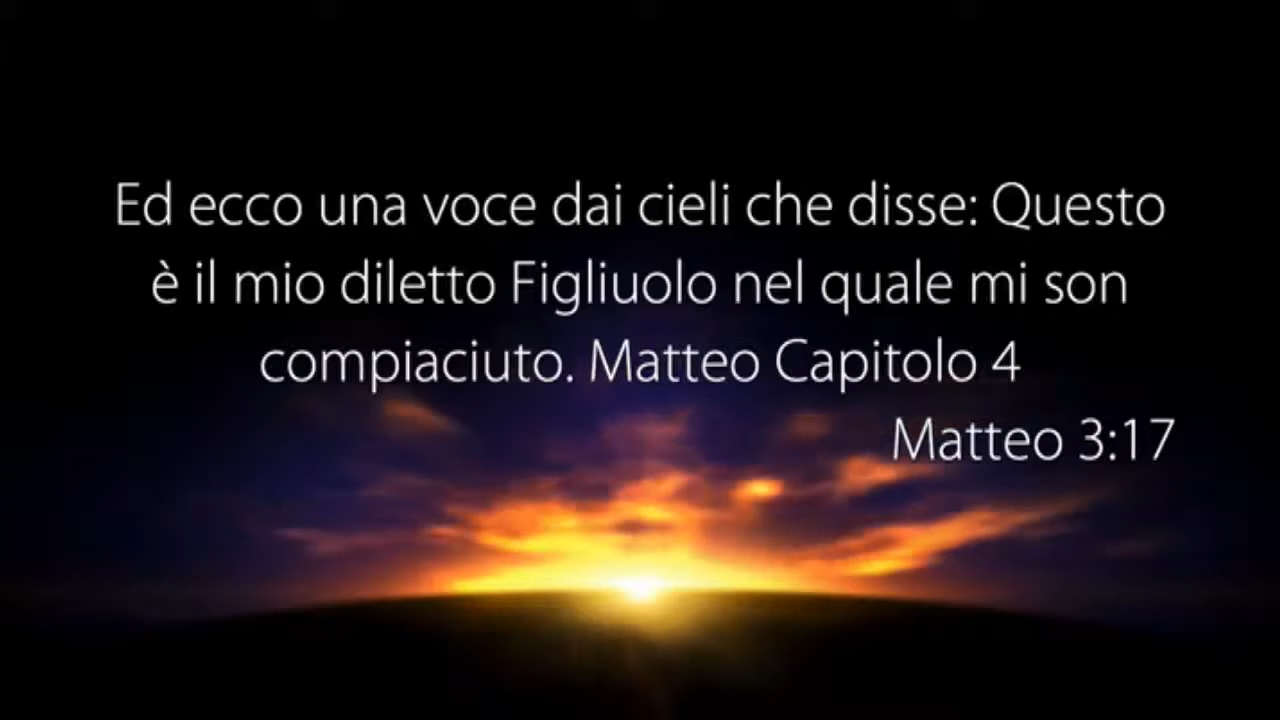 Ed ecco una voce dai cieli che disse: Questo
è il mio diletto Figliuolo nel quale mi son
compiaciuto. Matteo Capitolo 4
Matteo 3:17